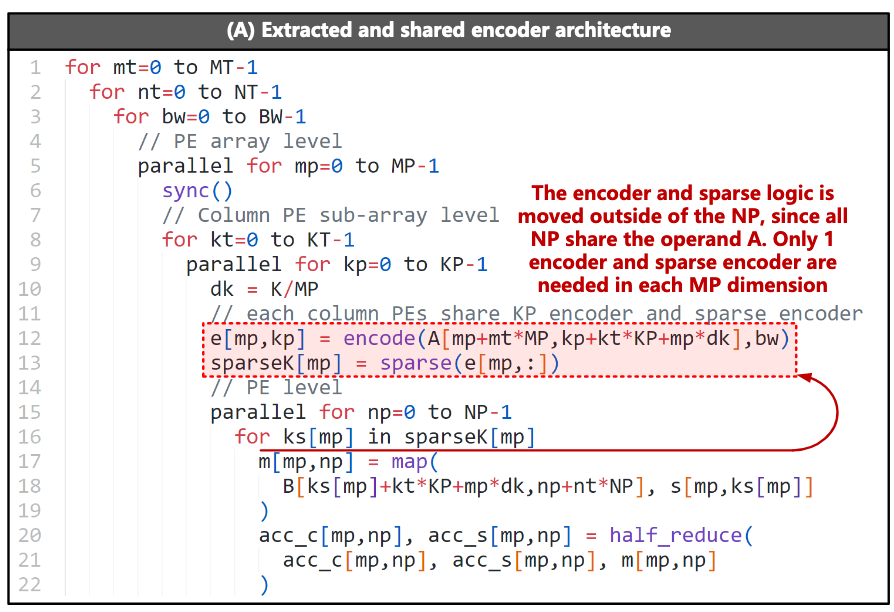 (A) Extracted and shared encoder architecture
1 for mt=0 to MT-1
2 for nt=0 to NT-1
3 for bw=0 to BW-1
4 // PE array level
5 parallel for mp=0 to MP-1
6 sync()
7 // Column PE sub-array level
8 for kt=0 to KT-1
9 parallel for kp=0 to KP-1
10 dk = K/MP
11 // each column PEs share KP encoder and sparse encoder
12 e[mp,kp] = encode(A[mp+mt*MP,kp+kt*KP+mp*dk],bw)
13 sparseK[mp] = sparse(e[mp,:])
14 // PE level
15 parallel for np=0 to NP-1
16 for ks[mp] in sparseK[mp]
17 m[mp,np] = map(
18 B[ks[mp]+kt*KP+mp*dk,np+nt*NP], s[mp,ks[mp]]
19 )
20 acc_c[mp,np], acc_s[mp,np] = half_reduce(
21 acc_c[mp,np], acc_s[mp,np], m[mp,np]
22 )
The encoder and sparse logic is
moved outside of the NP, since all
NP share the operand A. Only 1
encoder and sparse encoder are
needed in each MP dimension